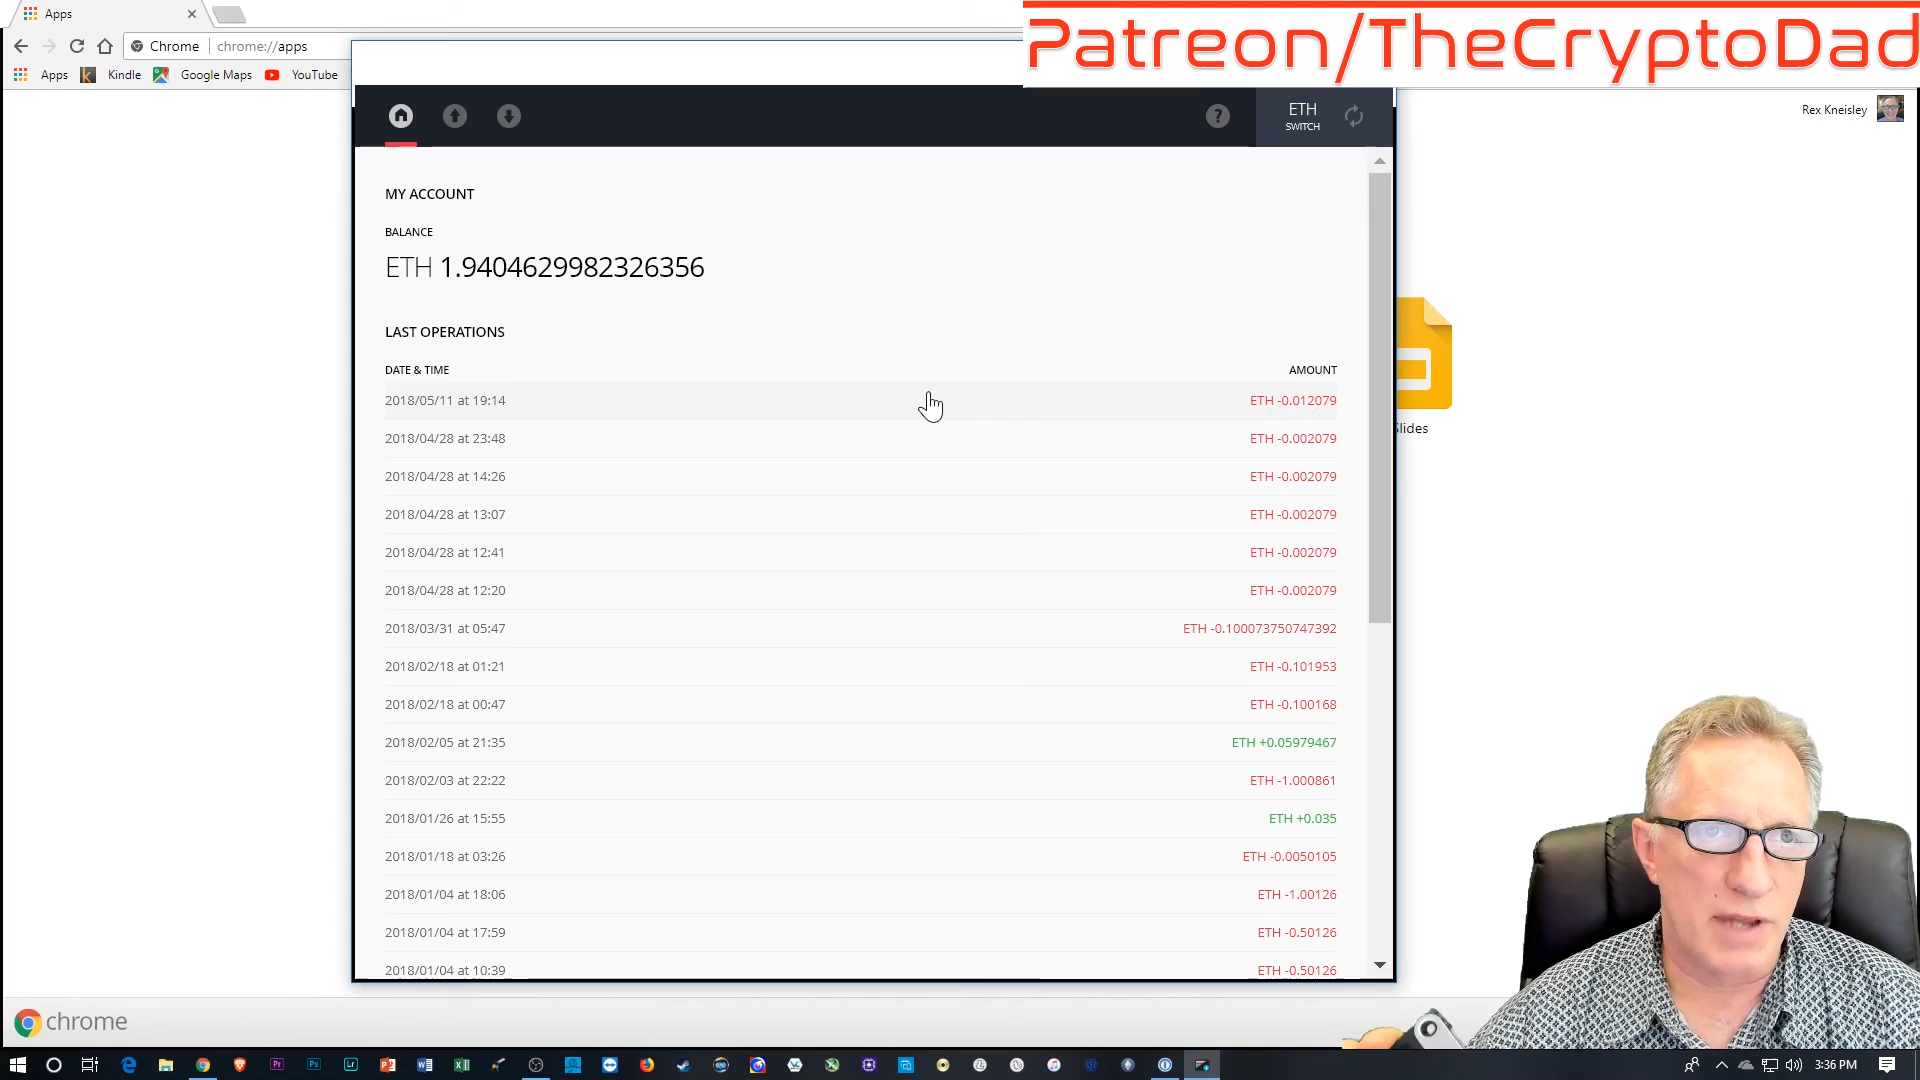 Apps
Patreon/TheCryptoDad
Chrome chrome://apps
Apps Kindle Google Maps YouTube
Rex Kneisley
?
ETH
SWITCH
MY ACCOUNT
BALANCE
ETH 1.9404629982326356
LAST OPERATIONS
DATE & TIME AMOUNT
2018/05/11 at 19:14 ETH -0.012079
2018/04/28 at 23:48 ETH -0.002079
2018/04/28 at 14:26 ETH -0.002079
2018/04/28 at 13:07 ETH -0.002079
2018/04/28 at 12:41 ETH -0.002079
2018/04/28 at 12:20 ETH -0.002079
2018/03/31 at 05:47 ETH -0.100073750747392
2018/02/18 at 01:21 ETH -0.101953
2018/02/18 at 00:47 ETH -0.100168
2018/02/05 at 21:35 ETH +0.05979467
2018/02/03 at 22:22 ETH -1.000861
2018/01/26 at 15:55 ETH +0.035
2018/01/18 at 03:26 ETH -0.0050105
2018/01/04 at 18:06 ETH -1.00126
2018/01/04 at 17:59 ETH -0.50126
2018/01/04 at 10:39 ETH -0.50126
lides
chrome
Pr Ps Lr
3:36 PM